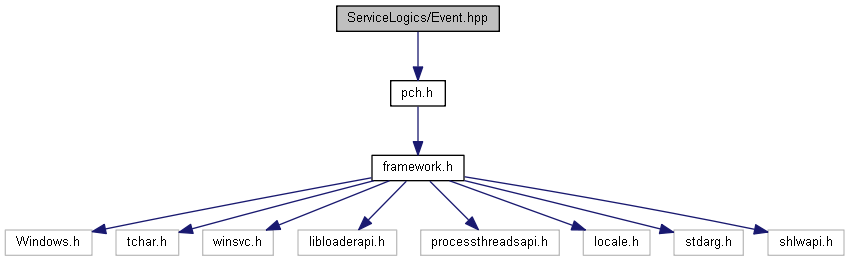 ServiceLogics/Event.hpp
pch.h
framework.h
Windows.h tchar.h winsvc.h libloaderapi.h processthreadsapi.h locale.h stdarg.h shlwapi.h